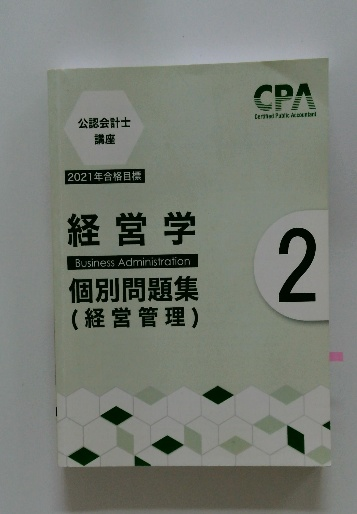 公認会計士
講座
CPA
Certified Public Accountant
2021年合格目標
経営学
Business Administration
個別問題集
(経営管理)
2